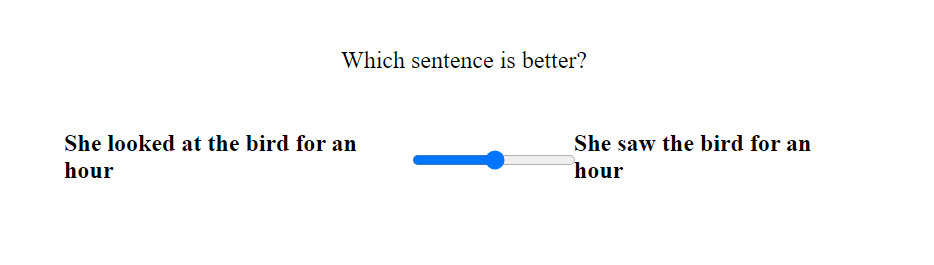 Which sentence is better?
She looked at the bird for an
hour
She saw the bird for an
hour